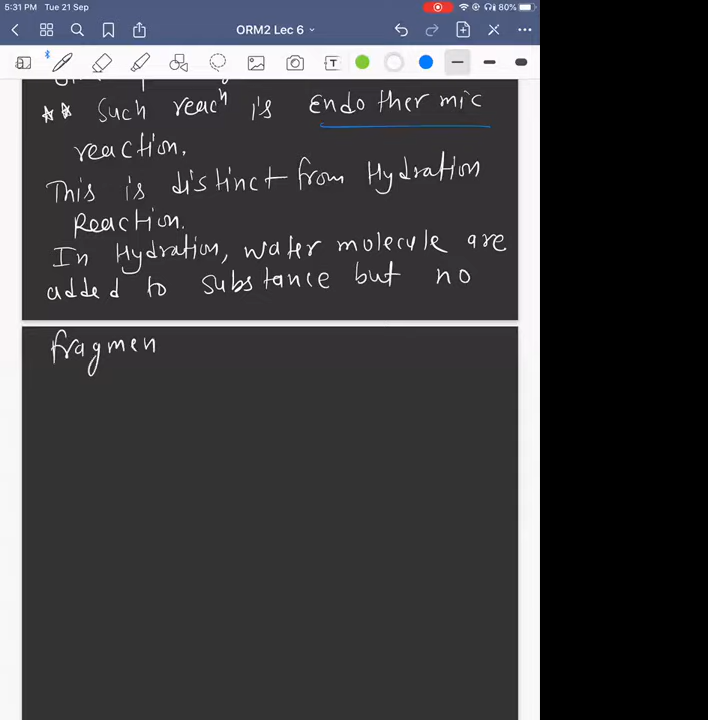 5:31 PM Tue 21 Sep
80%
ORM2 Lec 6
T
** Such reacn is endothermic
reaction.
This is distinct from Hydration
Reaction.
In Hydration, water molecule are
added to substance but no
fragmen